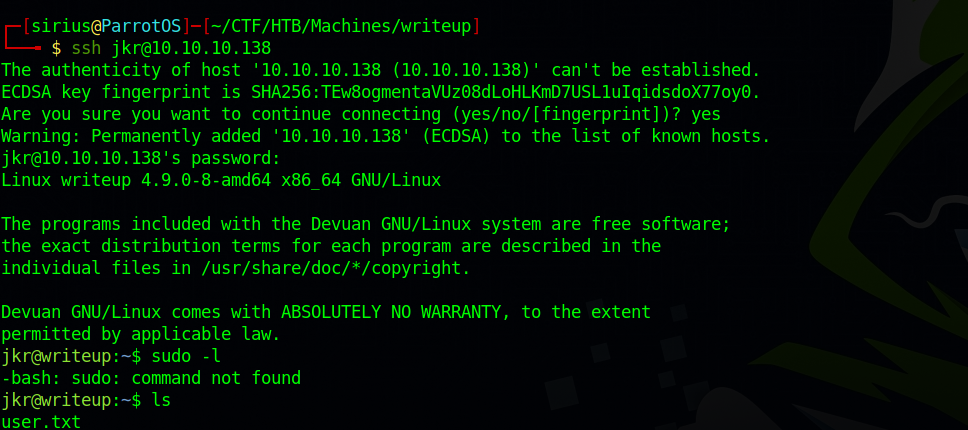 ┌─[sirius@ParrotOS]─[~/CTF/HTB/Machines/writeup]
└──╼ $ ssh jkr@10.10.10.138
The authenticity of host '10.10.10.138 (10.10.10.138)' can't be established.
ECDSA key fingerprint is SHA256:TEw8ogmentaVUz08dLoHLKmD7USL1uIqidsdoX77oy0.
Are you sure you want to continue connecting (yes/no/[fingerprint])? yes
Warning: Permanently added '10.10.10.138' (ECDSA) to the list of known hosts.
jkr@10.10.10.138's password:
Linux writeup 4.9.0-8-amd64 x86_64 GNU/Linux

The programs included with the Devuan GNU/Linux system are free software;
the exact distribution terms for each program are described in the
individual files in /usr/share/doc/*/copyright.

Devuan GNU/Linux comes with ABSOLUTELY NO WARRANTY, to the extent
permitted by applicable law.
jkr@writeup:~$ sudo -l
-bash: sudo: command not found
jkr@writeup:~$ ls
user.txt